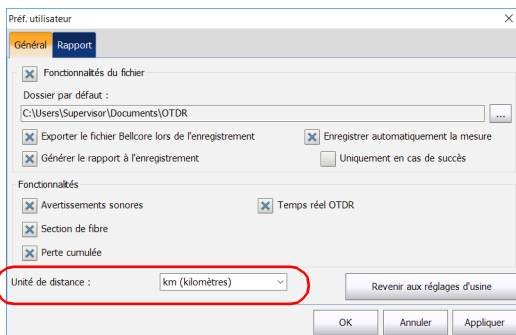 Préf. utilisateur
Général Rapport
Fonctionnalités du fichier
Dossier par défaut :
C:\Users\Supervisor\Documents\OTDR
...
Exporter le fichier Bellcore lors de l'enregistrement Enregistrer automatiquement la mesure
Générer le rapport à l'enregistrement Uniquement en cas de succès
Fonctionnalités
Avertissements sonores Temps réel OTDR
Section de fibre
Perte cumulée
Unité de distance : km (kilomètres) Revenir aux réglages d'usine
OK Annuler Appliquer